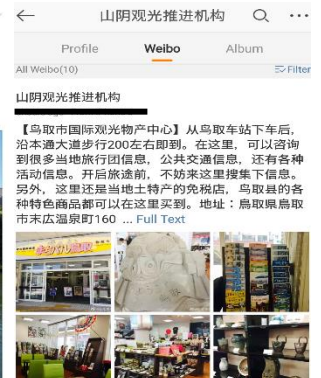 山阴观光推进机构
Profile
Weibo
Album
All Weibo(10)
Filter
山阴观光推进机构
【鸟取市国际观光物产中心】从鸟取车站下车后，
沿本通大道步行200左右即到。在这里，可以咨询
到很多当地旅行团信息，公共交通信息，还有各种
活动信息。开启旅途前，不妨来这里搜集下信息。
另外，这里还是当地土特产的免税店，鸟取县的各
种特色商品都可以在这里买到。地址：鳥取県鳥取
市末広温泉町160 ... Full Text